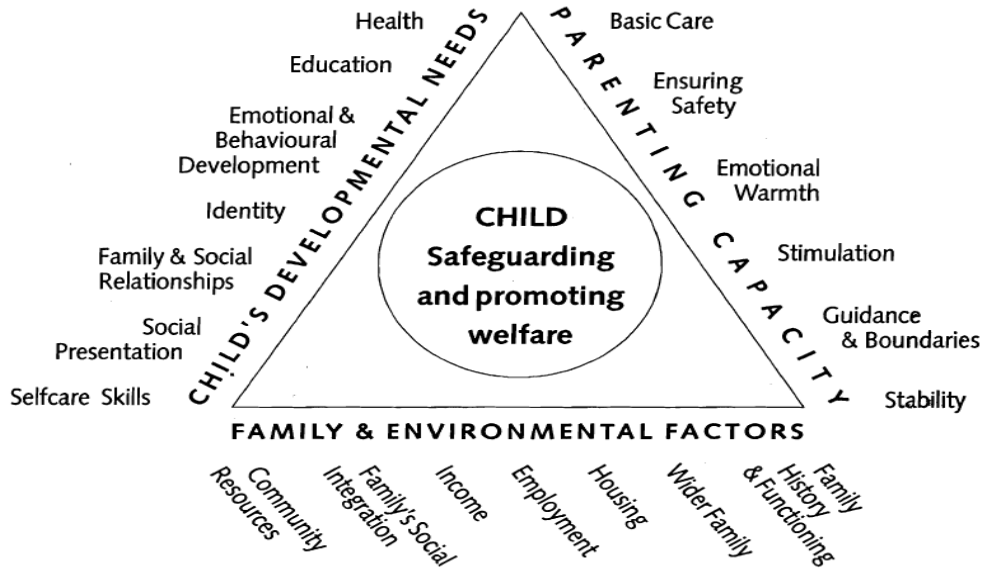 Health
Education
Emotional &
Behavioural
Development
Identity
Family & Social
Relationships
Social
Presentation
Selfcare Skills
CHILD'S DEVELOPMENTAL NEEDS
PARENTING CAPACITY
Basic Care
Ensuring
Safety
Emotional
Warmth
Stimulation
Guidance
& Boundaries
Stability
CHILD
Safeguarding
and promoting
welfare
FAMILY & ENVIRONMENTAL FACTORS
Community
Resources
Family's Social
Integration
Income
Employment
Housing
Wider Family
Family
History
& Functioning